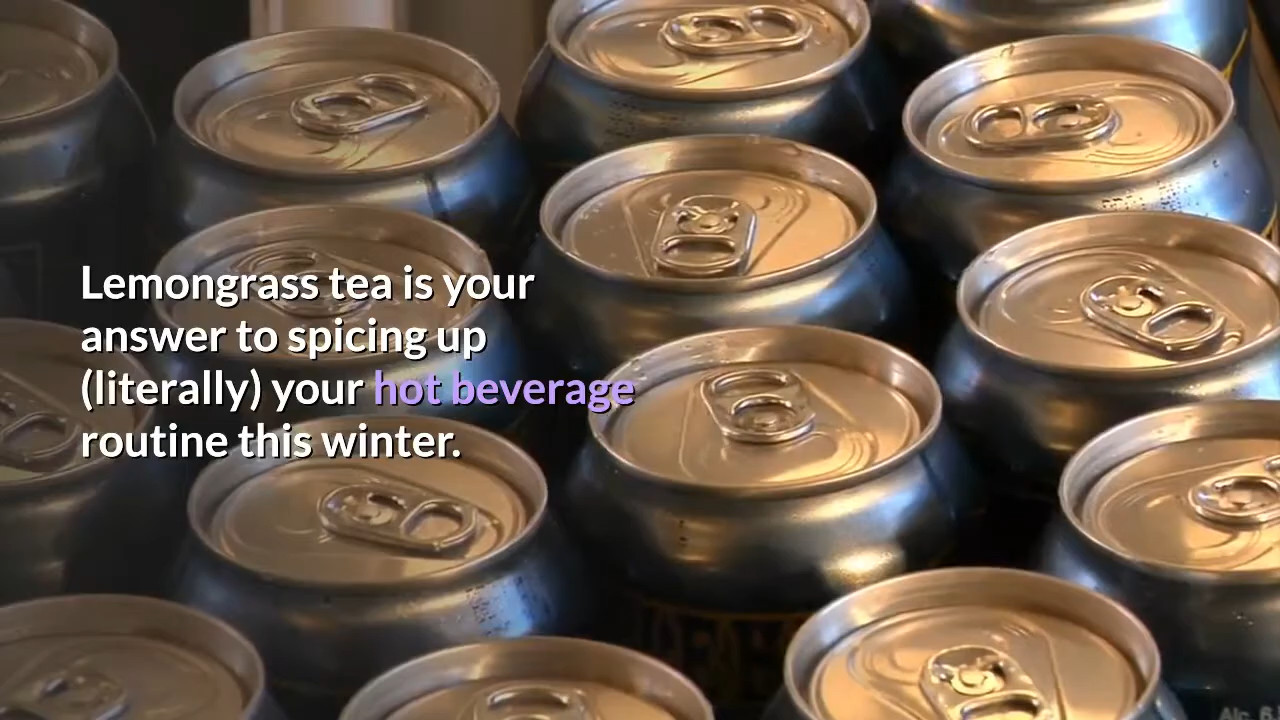 Lemongrass tea is your
answer to spicing up
(literally) your hot beverage
routine this winter.